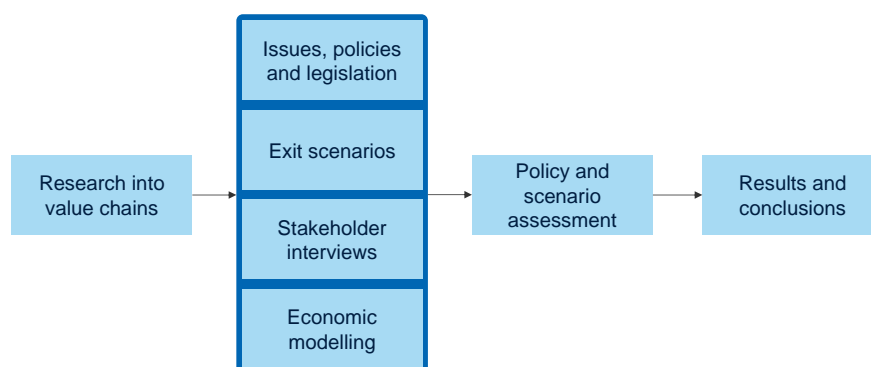 Issues, policies
and legislation
Exit scenarios
Research into
value chains
Policy and
scenario
assessment
Results and
conclusions
Stakeholder
interviews
Economic
modelling